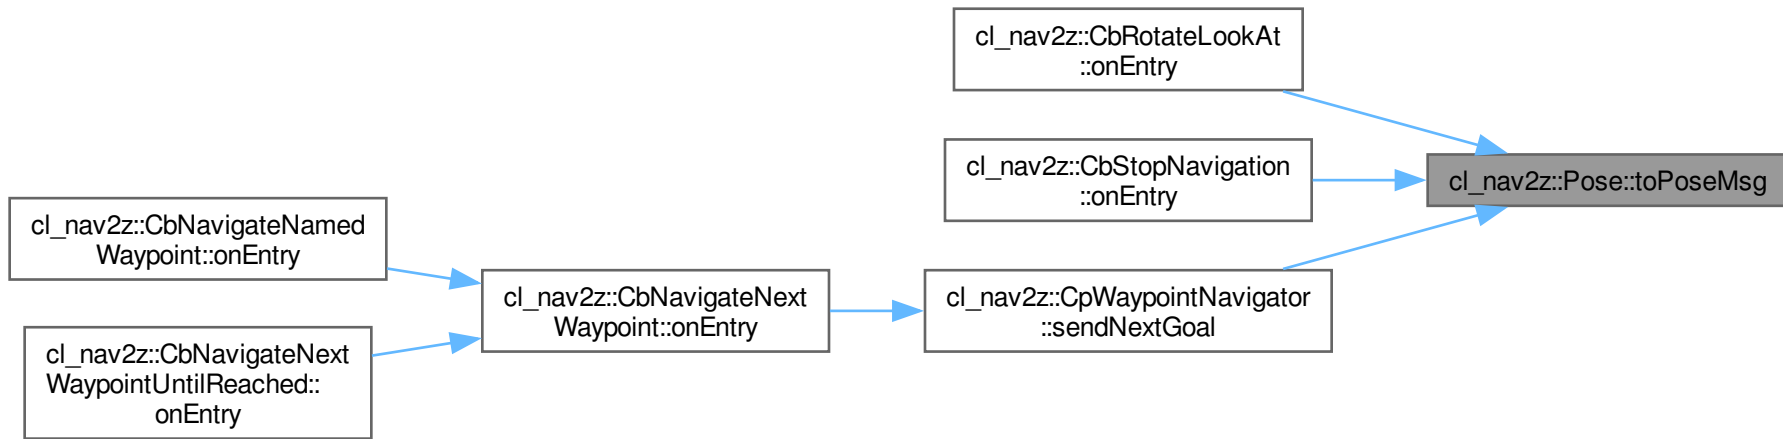 cl_nav2z::CbRotateLookAt
::onEntry
cl_nav2z::CbStopNavigation
::onEntry
cl_nav2z::Pose::toPoseMsg
cl_nav2z::CbNavigateNamed
Waypoint::onEntry
cl_nav2z::CbNavigateNext
Waypoint::onEntry
cl_nav2z::CpWaypointNavigator
::sendNextGoal
cl_nav2z::CbNavigateNext
WaypointUntilReached::
onEntry